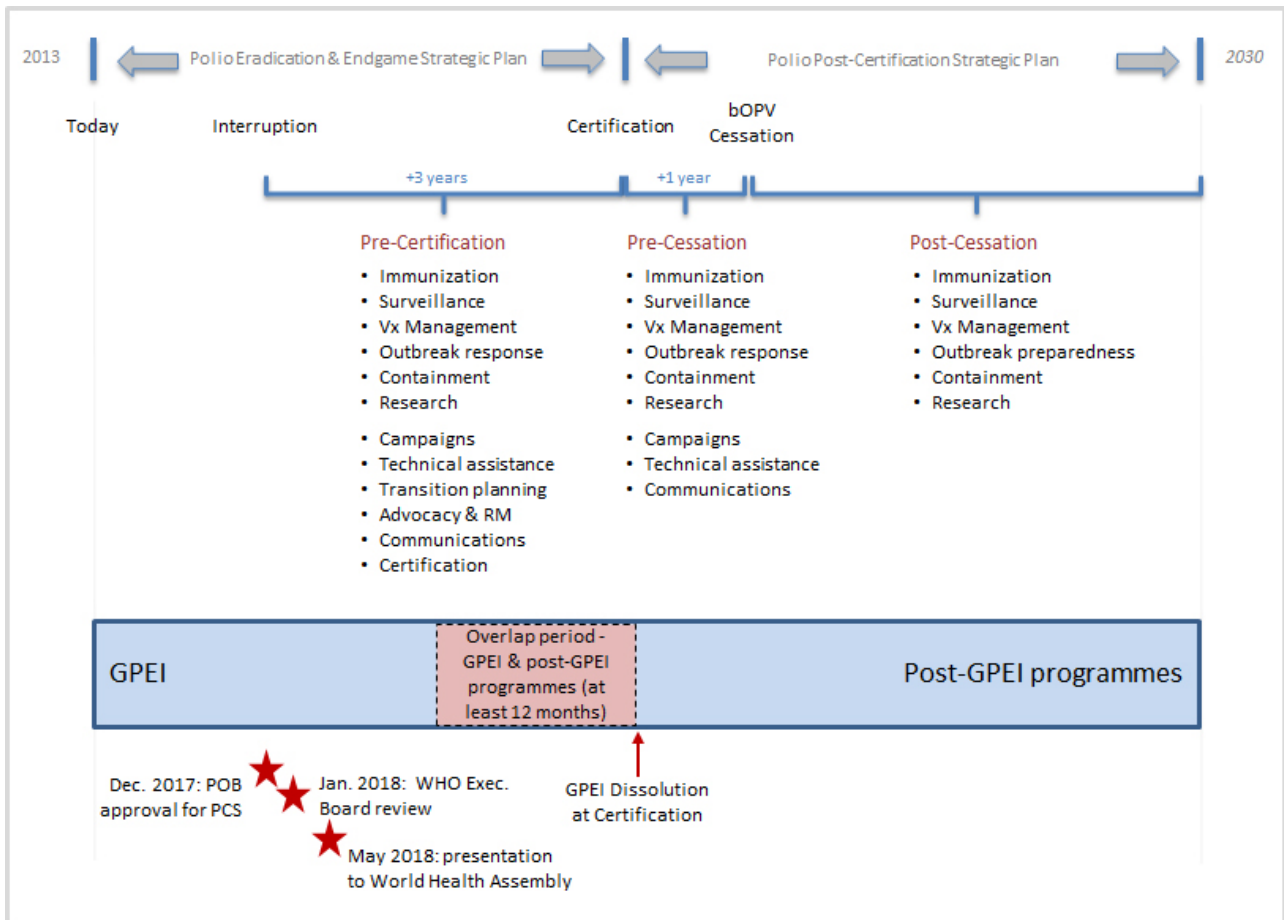 2013
Polio Eradication & Endgame Strategic Plan
Polio Post-Certification Strategic Plan
2030
Today
Interruption
Certification
bOPV
Cessation
+3 years
+1 year
Pre-Certification
• Immunization
• Surveillance
• Vx Management
• Outbreak response
• Containment
• Research
• Campaigns
• Technical assistance
• Transition planning
• Advocacy & RM
• Communications
• Certification
Pre-Cessation
• Immunization
• Surveillance
• Vx Management
• Outbreak response
• Containment
• Research
• Campaigns
• Technical assistance
• Communications
Post-Cessation
• Immunization
• Surveillance
• Vx Management
• Outbreak preparedness
• Containment
• Research
GPEI
Overlap period -
GPEI & post-GPEI
programmes (at
least 12 months)
Post-GPEI programmes
Dec. 2017: POB
approval for PCS
Jan. 2018: WHO Exec.
Board review
May 2018: presentation
to World Health Assembly
GPEI Dissolution
at Certification